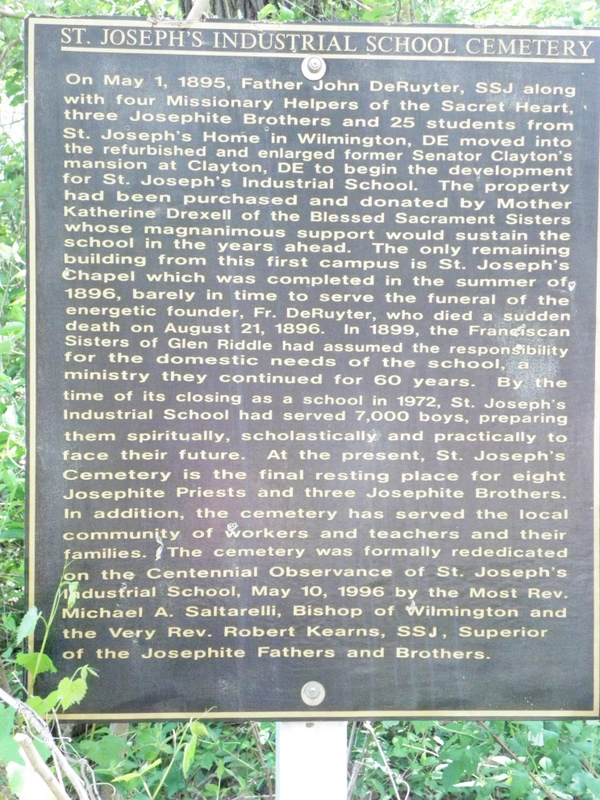 ST. JOSEPH'S INDUSTRIAL SCHOOL CEMETERY
On May 1, 1895, Father John DeRuyter, SSJ along
with four Missionary Helpers of the Sacret Heart,
three Josephite Brothers and 25 students from
St. Joseph's Home in Wilmington, DE moved into
the refurbished and enlarged former Senator Clayton's
mansion at Clayton, DE to begin the development
for St. Joseph's Industrial School. The property
had been purchased and donated by Mother
Katherine Drexell of the Blessed Sacrament Sisters
whose magnanimous support would sustain the
school in the years ahead. The only remaining
building from this first campus is St. Joseph's
Chapel which was completed in the summer of
1896, barely in time to serve the funeral of the
energetic founder, Fr. DeRuyter, who died a sudden
death on August 21, 1896. In 1899, the Franciscan
Sisters of Glen Riddle had assumed the responsibility
for the domestic needs of the school, a
ministry they continued for 60 years. By the
time of its closing as a school in 1972, St. Joseph's
Industrial School had served 7,000 boys, preparing
them spiritually, scholastically and practically to
face their future. At the present, St. Joseph's
Cemetery is the final resting place for eight
Josephite Priests and three Josephite Brothers.
In addition, the cemetery has served the local
community of workers and teachers and their
families. The cemetery was formally rededicated
on the Centennial Observance of St. Joseph's
Industrial School, May 10, 1996 by the Most Rev.
Michael A. Saltarelli, Bishop of Wilmington and
the Very Rev. Robert Kearns, SSJ, Superior
of the Josephite Fathers and Brothers.